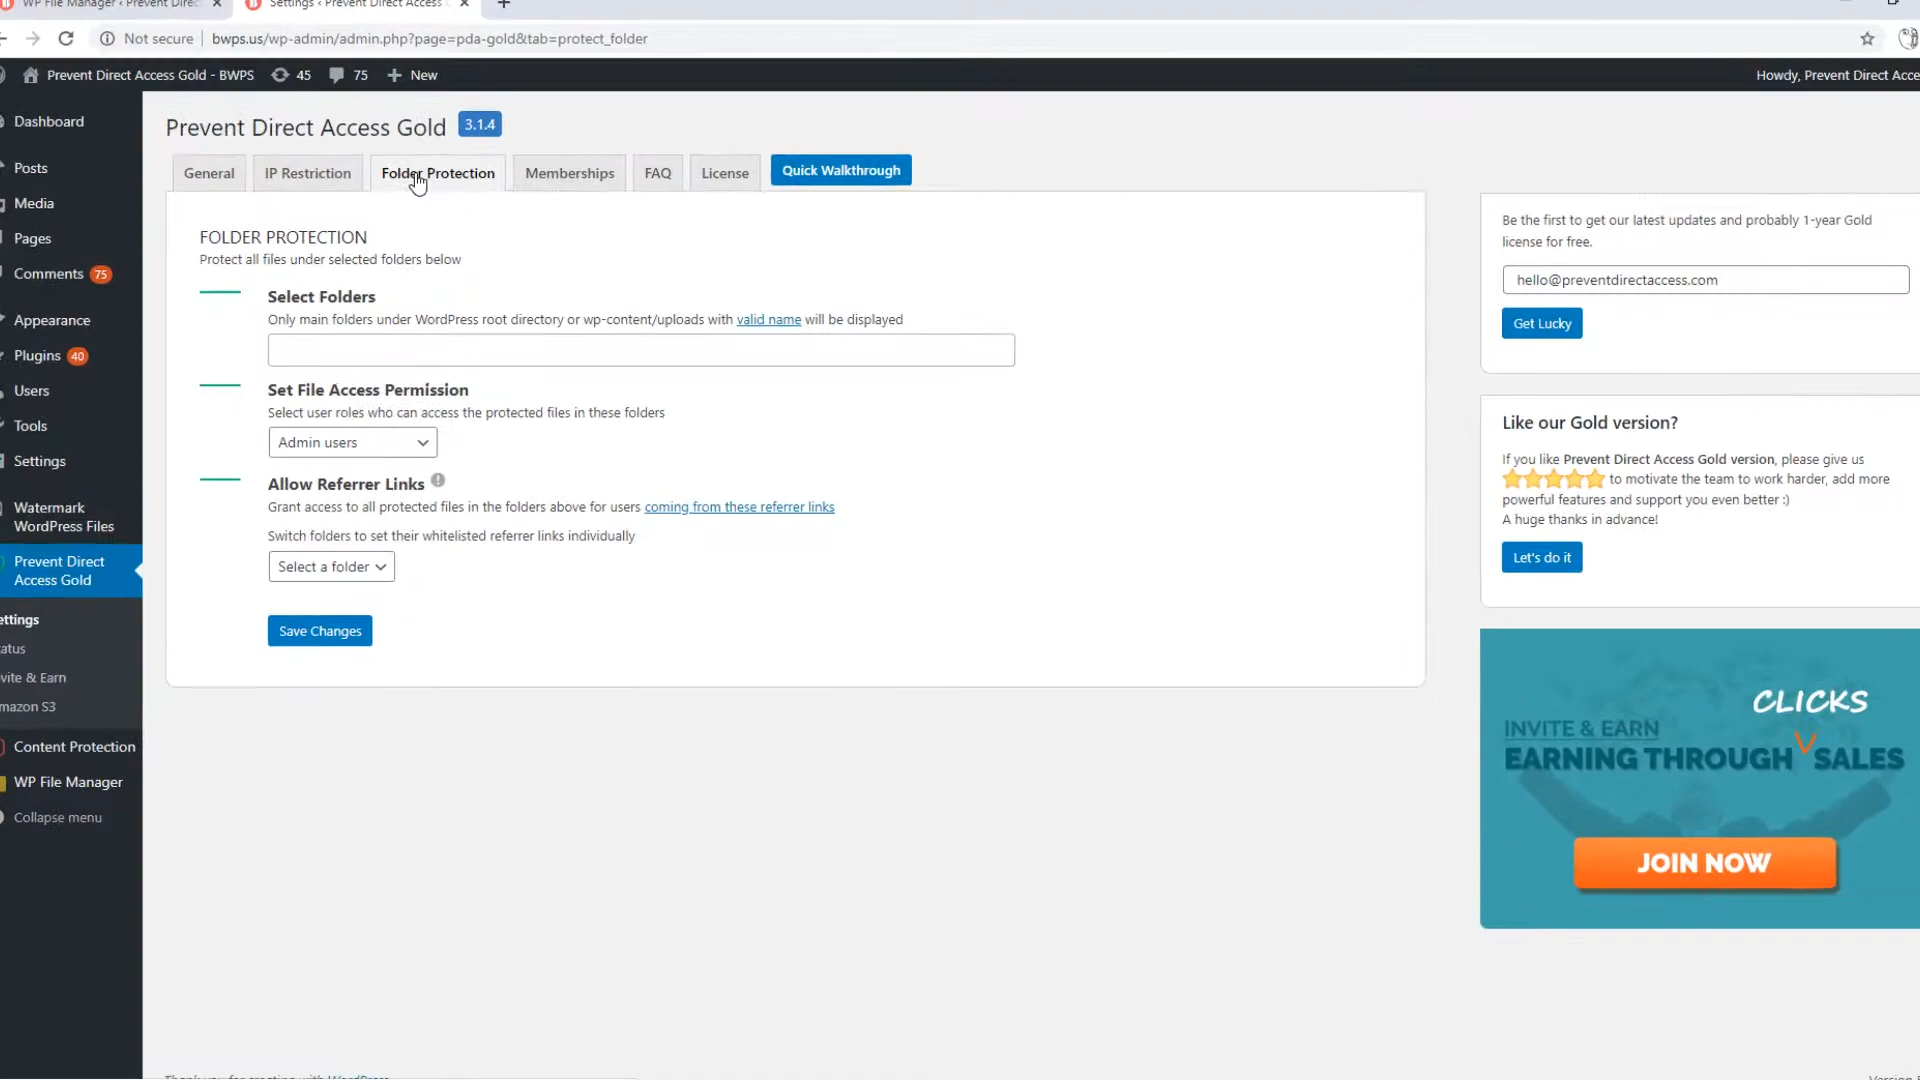 WP File Manager ‹ Prevent Direc
Settings ‹ Prevent Direct Access
Not secure
bwps.us/wp-admin/admin.php?page=pda-gold&tab=protect_folder
Prevent Direct Access Gold - BWPS
45
75
New
Howdy, Prevent Direct Acce
Dashboard
Posts
Media
Pages
Comments 75
Appearance
Plugins 40
Users
Tools
Settings
Watermark
WordPress Files
Prevent Direct
Access Gold
ettings
atus
vite & Earn
mazon S3
Content Protection
WP File Manager
Collapse menu
Prevent Direct Access Gold 3.1.4
General
IP Restriction
Folder Protection
Memberships
FAQ
License
Quick Walkthrough
FOLDER PROTECTION
Protect all files under selected folders below
Select Folders
Only main folders under WordPress root directory or wp-content/uploads with valid name will be displayed
Set File Access Permission
Select user roles who can access the protected files in these folders
Admin users
Allow Referrer Links
Grant access to all protected files in the folders above for users coming from these referrer links
Switch folders to set their whitelisted referrer links individually
Select a folder
Save Changes
Be the first to get our latest updates and probably 1-year Gold
license for free.
hello@preventdirectaccess.com
Get Lucky
Like our Gold version?
If you like Prevent Direct Access Gold version, please give us
to motivate the team to work harder, add more
powerful features and support you even better :)
A huge thanks in advance!
Let's do it
CLICKS
INVITE & EARN
EARNING THROUGH SALES
JOIN NOW